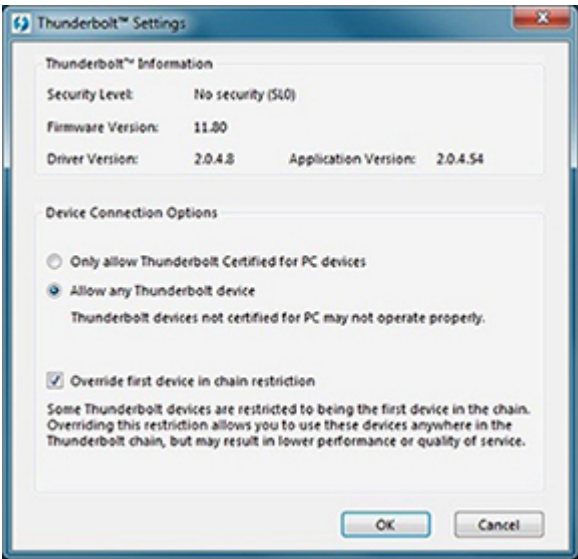 Thunderbolt™ Settings
Thunderbolt™ Information
Security Level: No security (SL0)
Firmware Version: 11.80
Driver Version: 2.0.4.8 Application Version: 2.0.4.54
Device Connection Options
Only allow Thunderbolt Certified for PC devices
Allow any Thunderbolt device
Thunderbolt devices not certified for PC may not operate properly.
Override first device in chain restriction
Some Thunderbolt devices are restricted to being the first device in the chain.
Overriding this restriction allows you to use these devices anywhere in the
Thunderbolt chain, but may result in lower performance or quality of service.
OK Cancel